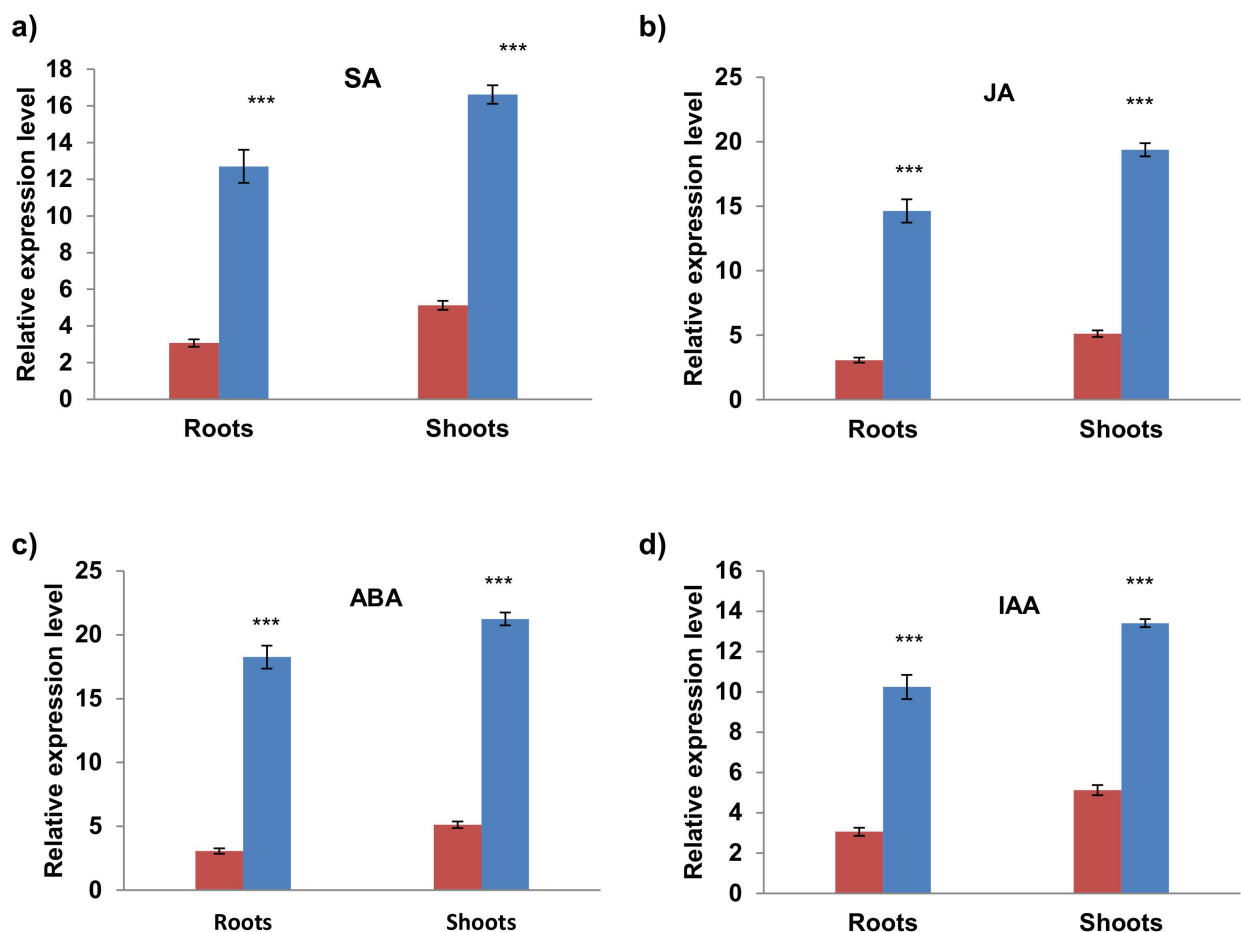 a)
SA
***
***
Relative expression level
18
16
14
12
10
8
6
4
2
0
Roots Shoots
b)
JA
***
***
Relative expression level
25
20
15
10
5
0
Roots Shoots
c)
ABA
***
***
Relative expression level
25
20
15
10
5
0
Roots Shoots
d)
IAA
***
***
Relative expression level
16
14
12
10
8
6
4
2
0
Roots Shoots